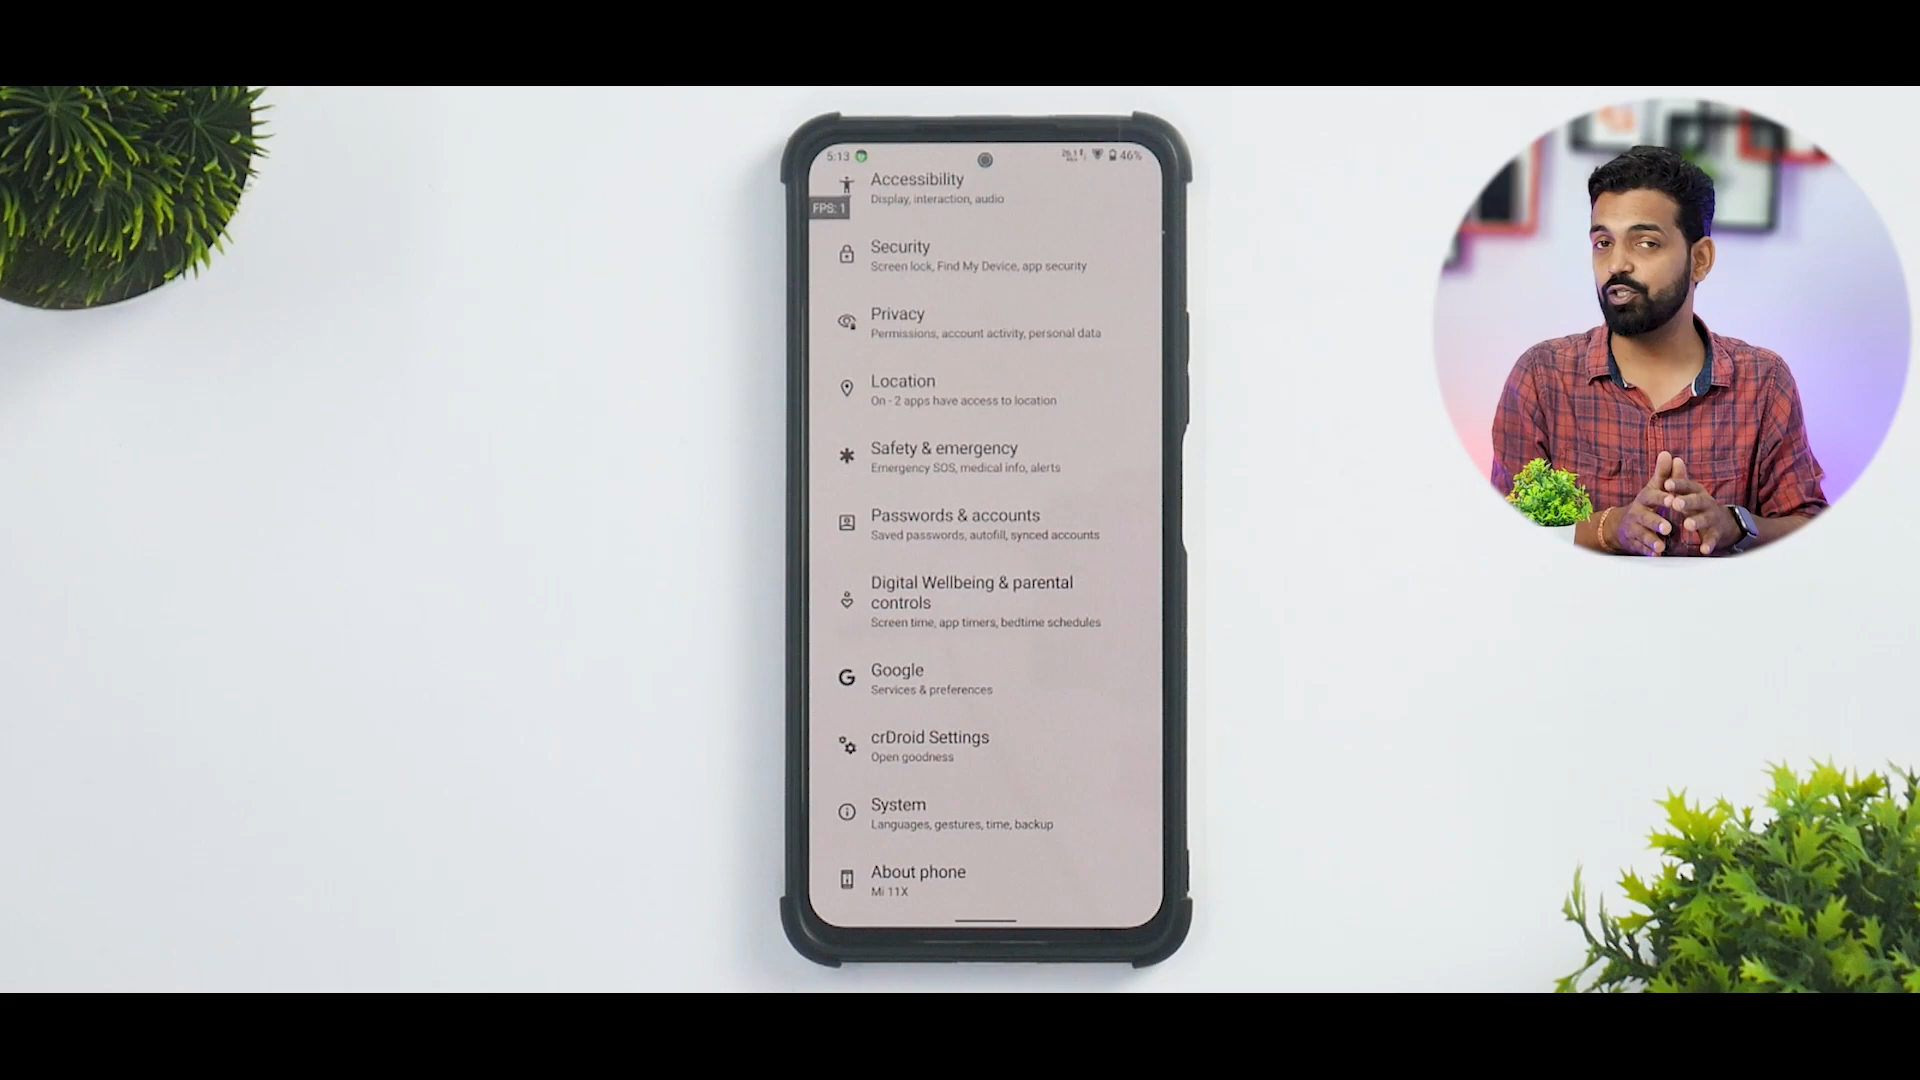 5:13
46%
Accessibility
Display, interaction, audio
FPS: 1
Security
Screen lock, Find My Device, app security
Privacy
Permissions, account activity, personal data
Location
On - 2 apps have access to location
Safety & emergency
Emergency SOS, medical info, alerts
Passwords & accounts
Saved passwords, autofill, synced accounts
Digital Wellbeing & parental
controls
Screen time, app timers, bedtime schedules
Google
Services & preferences
crDroid Settings
Open goodness
System
Languages, gestures, time, backup
About phone
Mi 11X